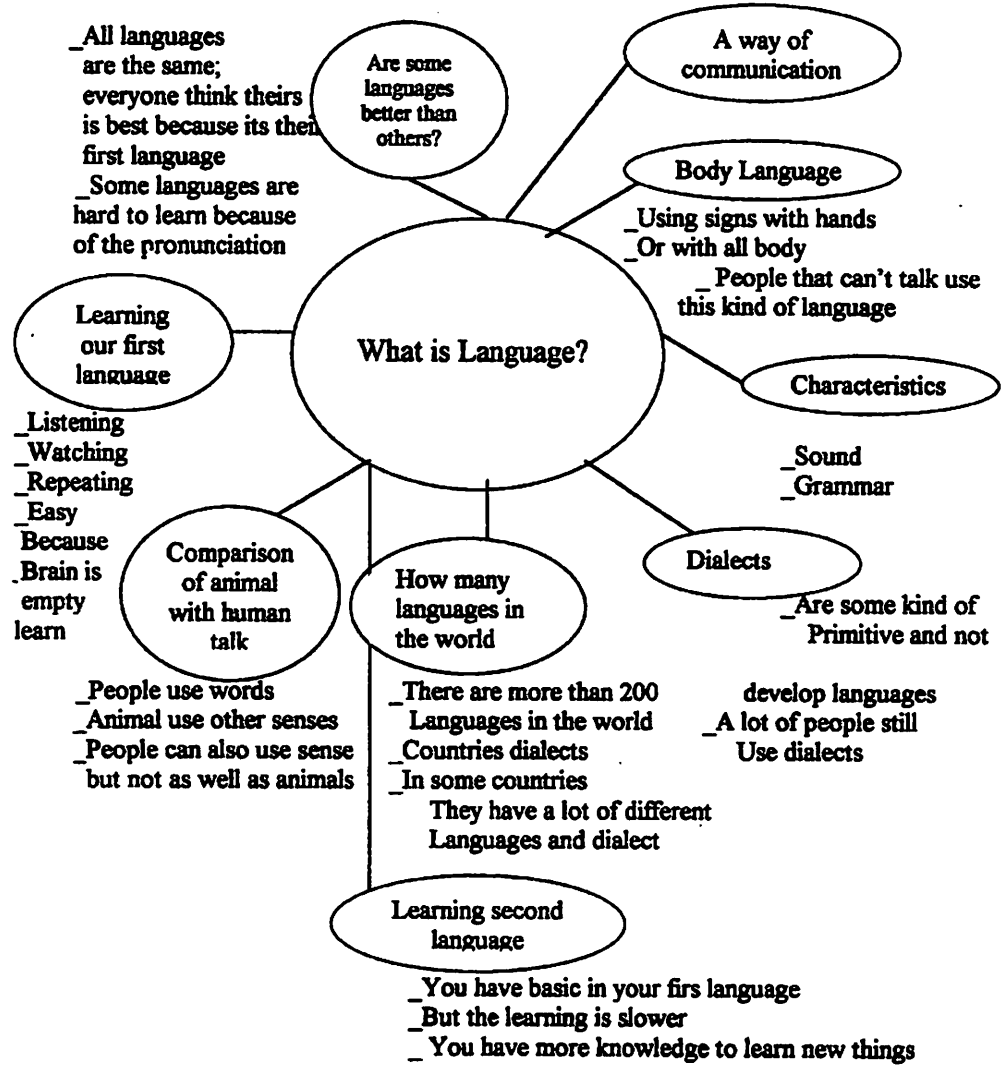 _All languages
are the same;
everyone think theirs
is best because its thei
first language
_Some languages are
hard to learn because
of the pronunciation
Are some
languages
better than
others?
A way of
communication
Body Language
_Using signs with hands
_Or with all body
_ People that can't talk use
this kind of language
Learning
our first
language
What is Language?
Characteristics
_Listening
_Watching
_Repeating
_Easy
Because
_Brain is
empty
learn
_Sound
_Grammar
Comparison
of animal
with human
talk
How many
languages in
the world
Dialects
_Are some kind of
Primitive and not
develop languages
_A lot of people still
Use dialects
_People use words
_Animal use other senses
_People can also use sense
but not as well as animals
_There are more than 200
Languages in the world
_Countries dialects
_In some countries
They have a lot of different
Languages and dialect
Learning second
language
_You have basic in your firs language
_But the learning is slower
_ You have more knowledge to learn new things